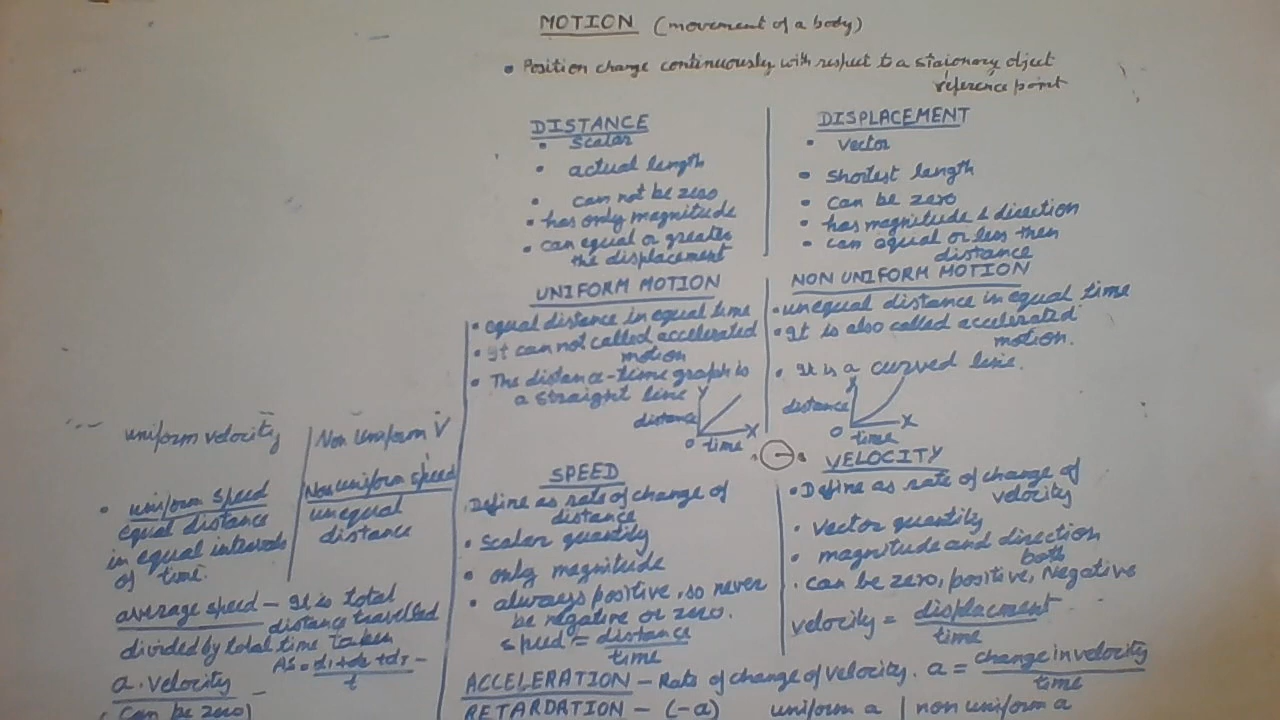 MOTION (movement of a body)
• Position change continuously with respect to a stationary object
reference point
DISTANCE
• Scalar
• actual length
• can not be zero
• has only magnitude
• can equal or greater
the displacement
DISPLACEMENT
• Vector
• Shortest length
• can be zero
• has magnitude & direction
• can equal or less then
distance
UNIFORM MOTION
• equal distance in equal time
• It can not called accelerated
motion
• The distance-time graph is
a straight line
Y
distance
O time X
NON UNIFORM MOTION
• unequal distance in equal time
• It is also called accelerated
motion.
• It is a curved line.
Y
distance
O time X
uniform velocity
• uniform speed
equal distance
in equal intervals
of time.
Non Uniform V
Non uniform speed
unequal
distance
average speed - It is total
distance travelled
divided by total time taken
AS = d1+d2+d3 -
t
a. velocity -
(can be zero)
SPEED
Define as rate of change of
distance
• Scalar quantity
• only magnitude
• always positive, so never
be negative or zero.
speed = distance
time
VELOCITY
• Define as rate of change of
velocity
• vector quantity
• magnitude and direction
both
• can be zero, positive, Negative
velocity = displacment
time
ACCELERATION - Rate of change of velocity. a = change in velocity
time
RETARDATION - (-a) uniform a | non uniform a